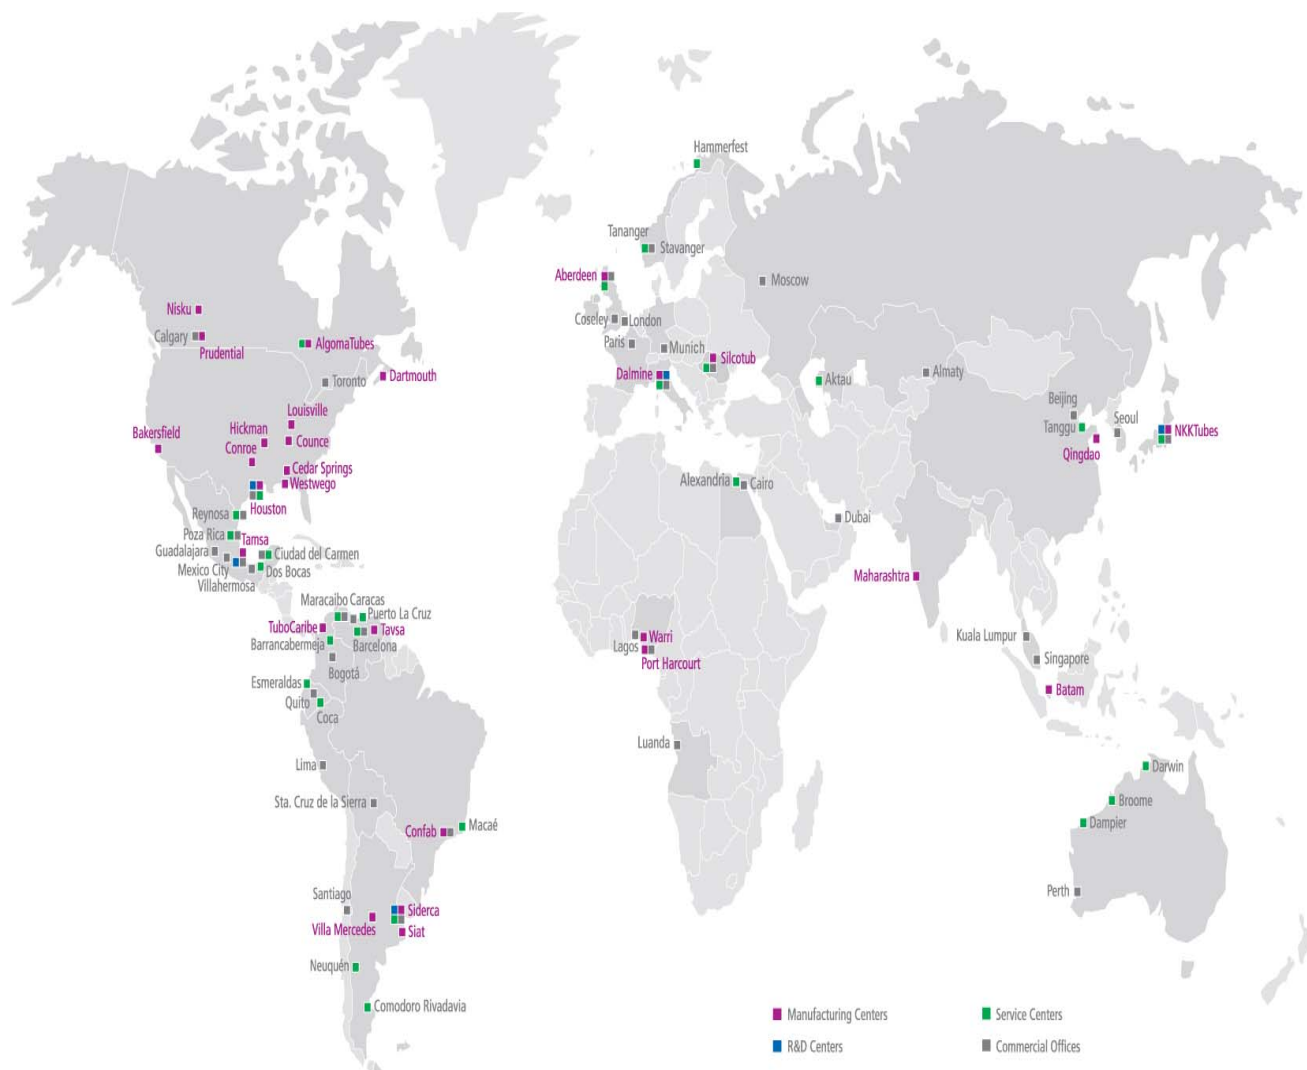 Hammerfest
Tananger
Stavanger
Aberdeen
Moscow
Nisku
Coseley
London
Calgary
Prudential
AlgomaTubes
Paris
Munich
Silcotub
Dalmine
Dartmouth
Toronto
Aktau
Almaty
Beijing
Louisville
Tanggu
Seoul
NKKTubes
Bakersfield
Hickman
Counce
Conroe
Qingdao
Cedar Springs
Westwego
Alexandria
Cairo
Houston
Reynosa
Dubai
Poza Rica
Tamsa
Guadalajara
Ciudad del Carmen
Mexico City
Dos Bocas
Villahermosa
Maharashtra
Maracaibo
Caracas
Puerto La Cruz
TuboCaribe
Tavsa
Barrancabermeja
Barcelona
Warri
Lagos
Port Harcourt
Kuala Lumpur
Singapore
Bogotá
Esmeraldas
Quito
Coca
Batam
Luanda
Lima
Darwin
Sta. Cruz de la Sierra
Broome
Confab
Macaé
Dampier
Santiago
Perth
Siderca
Villa Mercedes
Siat
Neuquén
Comodoro Rivadavia
Manufacturing Centers
Service Centers
R&D Centers
Commercial Offices